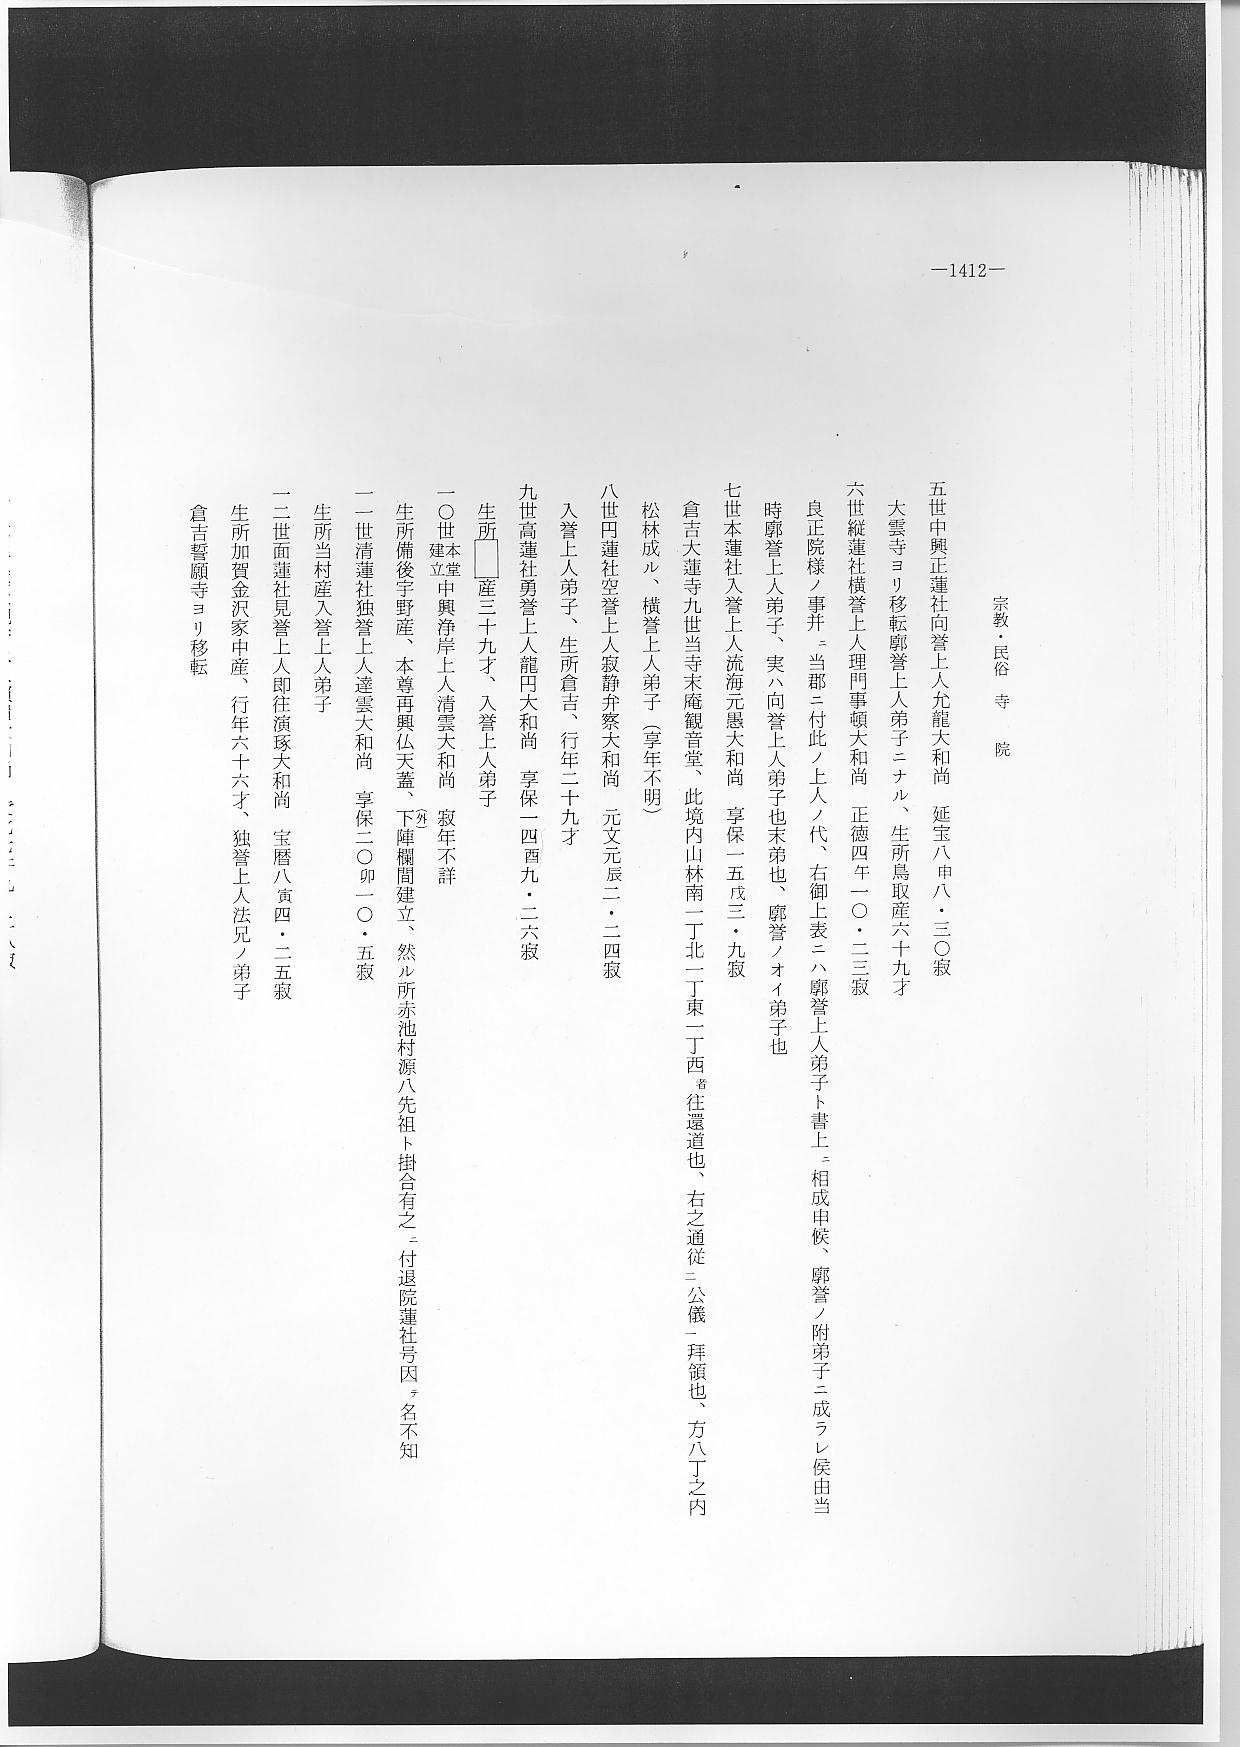 —1412—
宗教・民俗　寺　院
五世中興正蓮社向誉上人允龍大和尚　延宝八申八・三〇寂
大雲寺ヨリ移転廓誉上人弟子ニナル、生所鳥取産六十九才
六世縦蓮社横誉上人理門事頓大和尚　正徳四午一〇・二三寂
良正院様ノ事并ニ当郡ニ付此ノ上人ノ代、右御上表ニハ廓誉上人弟子ト書上ニ相成申候、廓誉ノ附弟子ニ成ラレ侯由当
時廓誉上人弟子、実ハ向誉上人弟子也末弟也、廓誉ノオイ弟子也
七世本蓮社入誉上人流海元愚大和尚　享保一五戌三・九寂
倉吉大蓮寺九世当寺末庵観音堂、此境内山林南一丁北一丁東一丁西者往還道也、右之通従ニ公儀一拜領也、方八丁之内
松林成ル、横誉上人弟子（享年不明）
八世円蓮社空誉上人寂静弁察大和尚　元文元辰二・二四寂
入誉上人弟子、生所倉吉、行年二十九才
九世高蓮社勇誉上人龍円大和尚　享保一四酉九・二六寂
生所□産三十九才、入誉上人弟子
一〇世本堂建立中興浄岸上人清雲大和尚　寂年不詳
生所備後宇野産、本尊再興仏天蓋、下（外）陣欄間建立、然ル所赤池村源八先祖ト掛合有之ニ付退院蓮社号因テ名不知
一一世清蓮社独誉上人達雲大和尚　享保二〇卯一〇・五寂
生所当村産入誉上人弟子
一二世面蓮社見誉上人即往演琢大和尚　宝暦八寅四・二五寂
生所加賀金沢家中産、行年六十六才、独誉上人法兄ノ弟子
倉吉誓願寺ヨリ移転